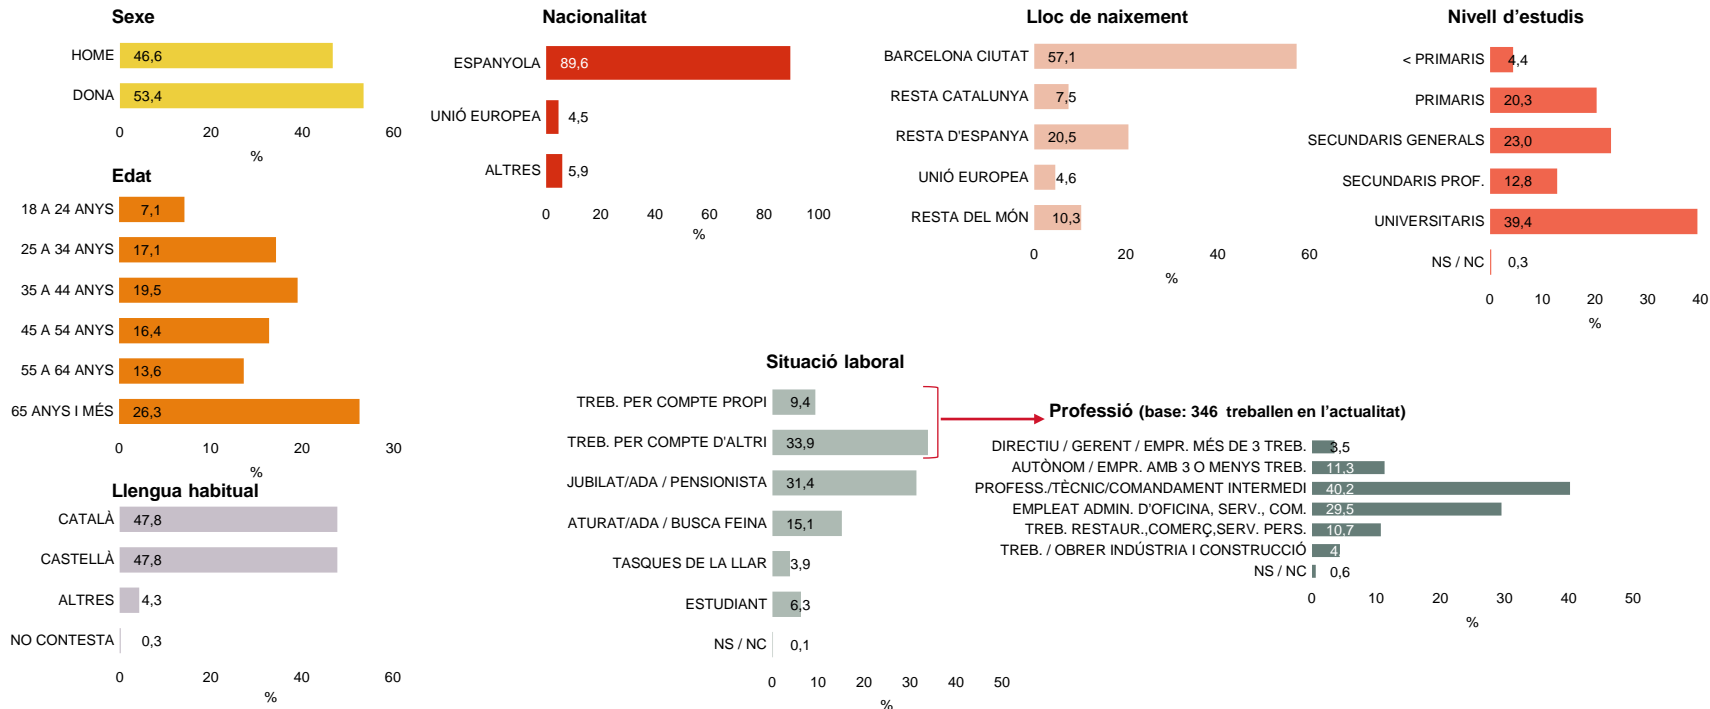 Sexe
HOME 46,6
DONA 53,4
0 20 40 60
%
Edat
18 A 24 ANYS 7,1
25 A 34 ANYS 17,1
35 A 44 ANYS 19,5
45 A 54 ANYS 16,4
55 A 64 ANYS 13,6
65 ANYS I MÉS 26,3
0 10 20 30
%
Llengua habitual
CATALÀ 47,8
CASTELLÀ 47,8
ALTRES 4,3
NO CONTESTA 0,3
0 20 40 60
%
Nacionalitat
ESPANYOLA 89,6
UNIÓ EUROPEA 4,5
ALTRES 5,9
0 20 40 60 80 100
%
Lloc de naixement
BARCELONA CIUTAT 57,1
RESTA CATALUNYA 7,5
RESTA D'ESPANYA 20,5
UNIÓ EUROPEA 4,6
RESTA DEL MÓN 10,3
0 20 40 60
%
Nivell d'estudis
< PRIMARIS 4,4
PRIMARIS 20,3
SECUNDARIS GENERALS 23,0
SECUNDARIS PROF. 12,8
UNIVERSITARIS 39,4
NS / NC 0,3
0 10 20 30 40
%
Situació laboral
TREB. PER COMPTE PROPI 9,4
TREB. PER COMPTE D'ALTRI 33,9
JUBILAT/ADA / PENSIONISTA 31,4
ATURAT/ADA / BUSCA FEINA 15,1
TASQUES DE LA LLAR 3,9
ESTUDIANT 6,3
NS / NC 0,1
0 10 20 30 40 50
%
Professió (base: 346 treballen en l'actualitat)
DIRECTIU / GERENT / EMPR. MÉS DE 3 TREB. 3,5
AUTÒNOM / EMPR. AMB 3 O MENYS TREB. 11,3
PROFESS./TÈCNIC/COMANDAMENT INTERMEDI 40,2
EMPLEAT ADMIN. D'OFICINA, SERV., COM. 29,5
TREB. RESTAUR.,COMERÇ,SERV. PERS. 10,7
TREB. / OBRER INDÚSTRIA I CONSTRUCCIÓ 4
NS / NC 0,6
0 10 20 30 40 50
%